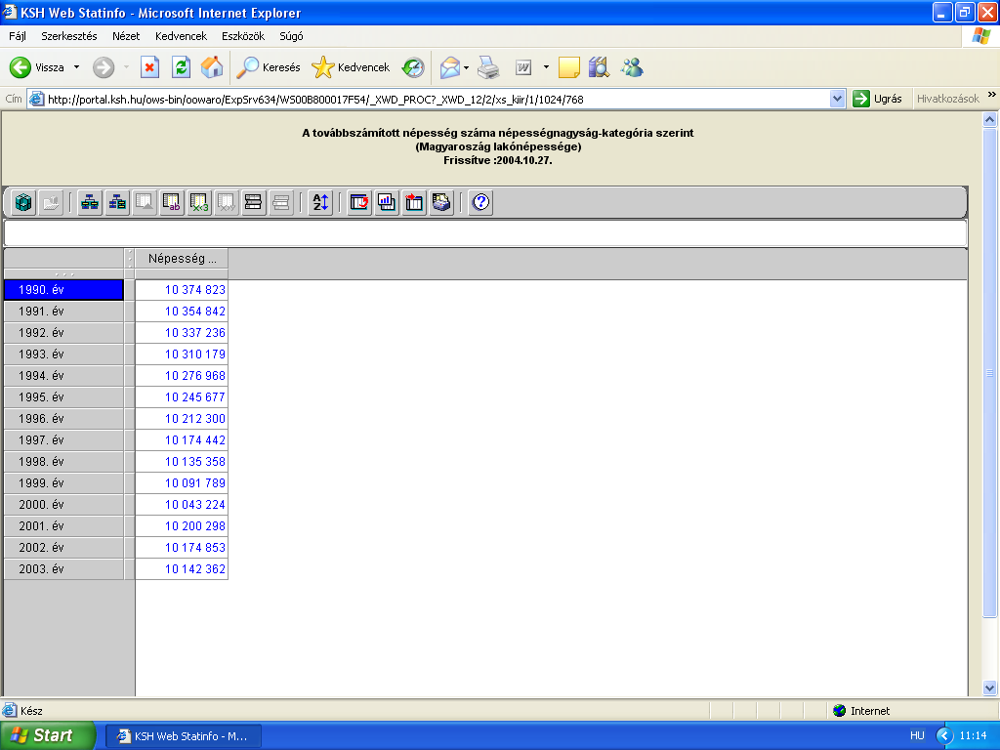 KSH Web Statinfo - Microsoft Internet Explorer
Fájl Szerkesztés Nézet Kedvencek Eszközök Súgó
Vissza Keresés Kedvencek
Cím http://portal.ksh.hu/ows-bin/oowaro/ExpSrv634/WS00B800017F54/_XWD_PROC?_XWD_12/2/xs_kiir/1/1024/768 Ugrás Hivatkozások »
A továbbszámított népesség száma népességnagyság-kategória szerint
(Magyaroszág lakónépessége)
Frissítve :2004.10.27.
Népesség ...
1990. év 10 374 823
1991. év 10 354 842
1992. év 10 337 236
1993. év 10 310 179
1994. év 10 276 968
1995. év 10 245 677
1996. év 10 212 300
1997. év 10 174 442
1998. év 10 135 358
1999. év 10 091 789
2000. év 10 043 224
2001. év 10 200 298
2002. év 10 174 853
2003. év 10 142 362
Kész Internet
Start KSH Web Statinfo - M... HU 11:14